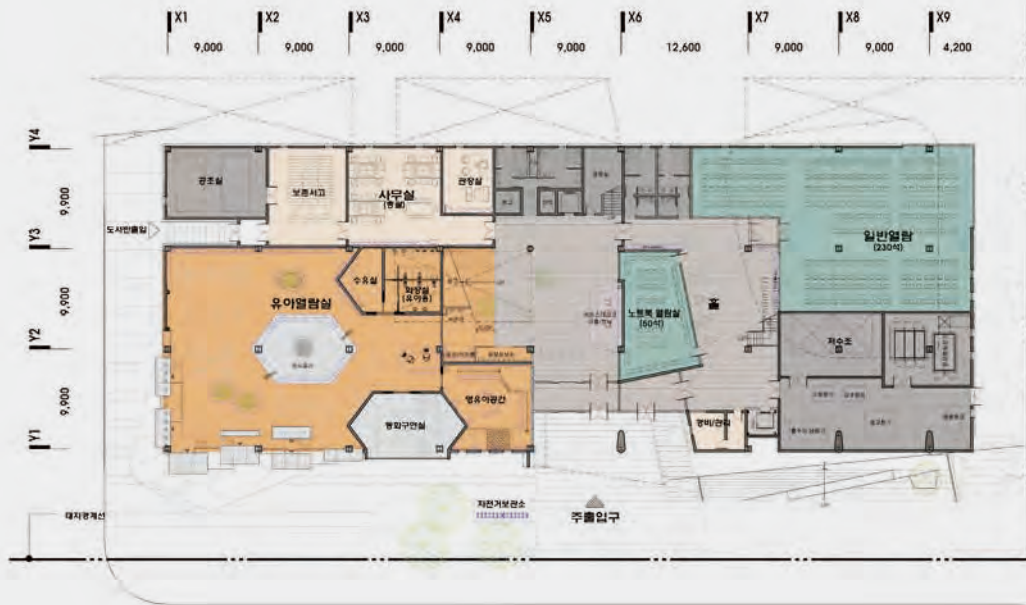 X1 X2 X3 X4 X5 X6 X7 X8 X9
9,000 9,000 9,000 9,000 9,000 12,600 9,000 9,000 4,200
Y4
9,900
Y3
9,900
Y2
9,900
Y1
공조실
보존서고
사무실
관장실
도서반출입
일반열람
(230석)
유아열람실
수유실
화장실
(유아용)
노트북 열람실
(60석)
홀
저수조
동화구연실
영유아공간
경비/관리
자전거보관소
주출입구
대지경계선